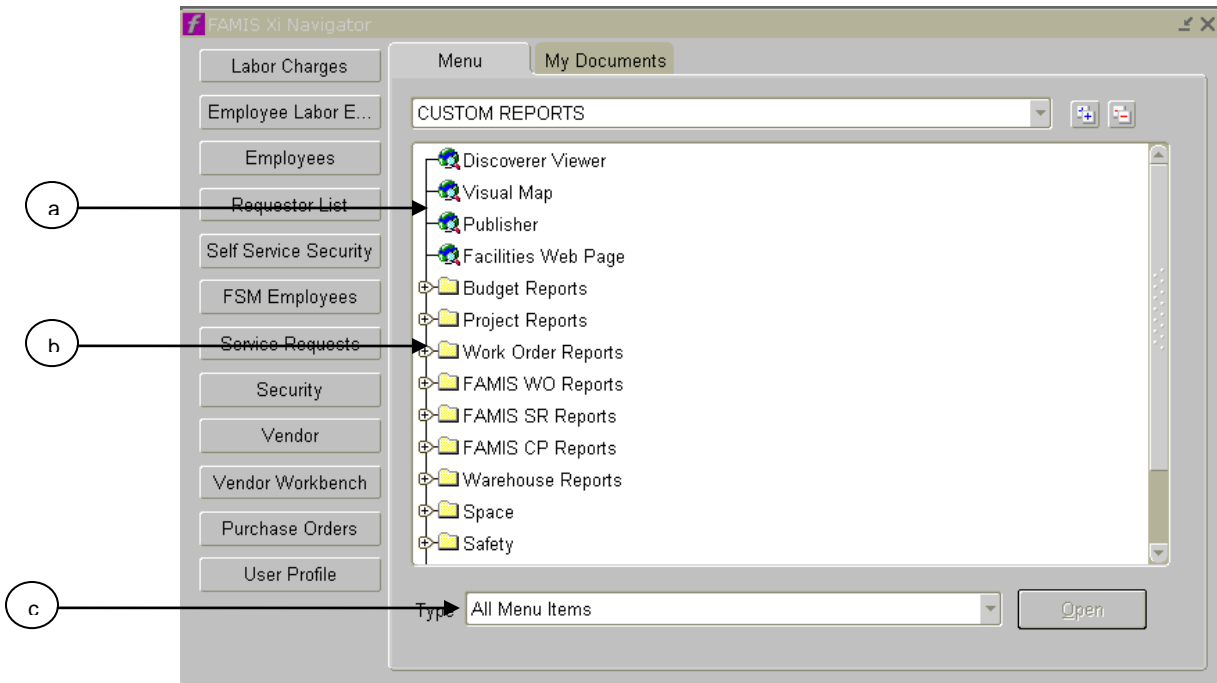 FAMIS Xi Navigator
Labor Charges
Employee Labor E...
Employees
Requestor List
Self Service Security
FSM Employees
Service Requests
Security
Vendor
Vendor Workbench
Purchase Orders
User Profile
Menu
My Documents
CUSTOM REPORTS
Discoverer Viewer
Visual Map
Publisher
Facilities Web Page
Budget Reports
Project Reports
Work Order Reports
FAMIS WO Reports
FAMIS SR Reports
FAMIS CP Reports
Warehouse Reports
Space
Safety
Type
All Menu Items
Open
a
b
c